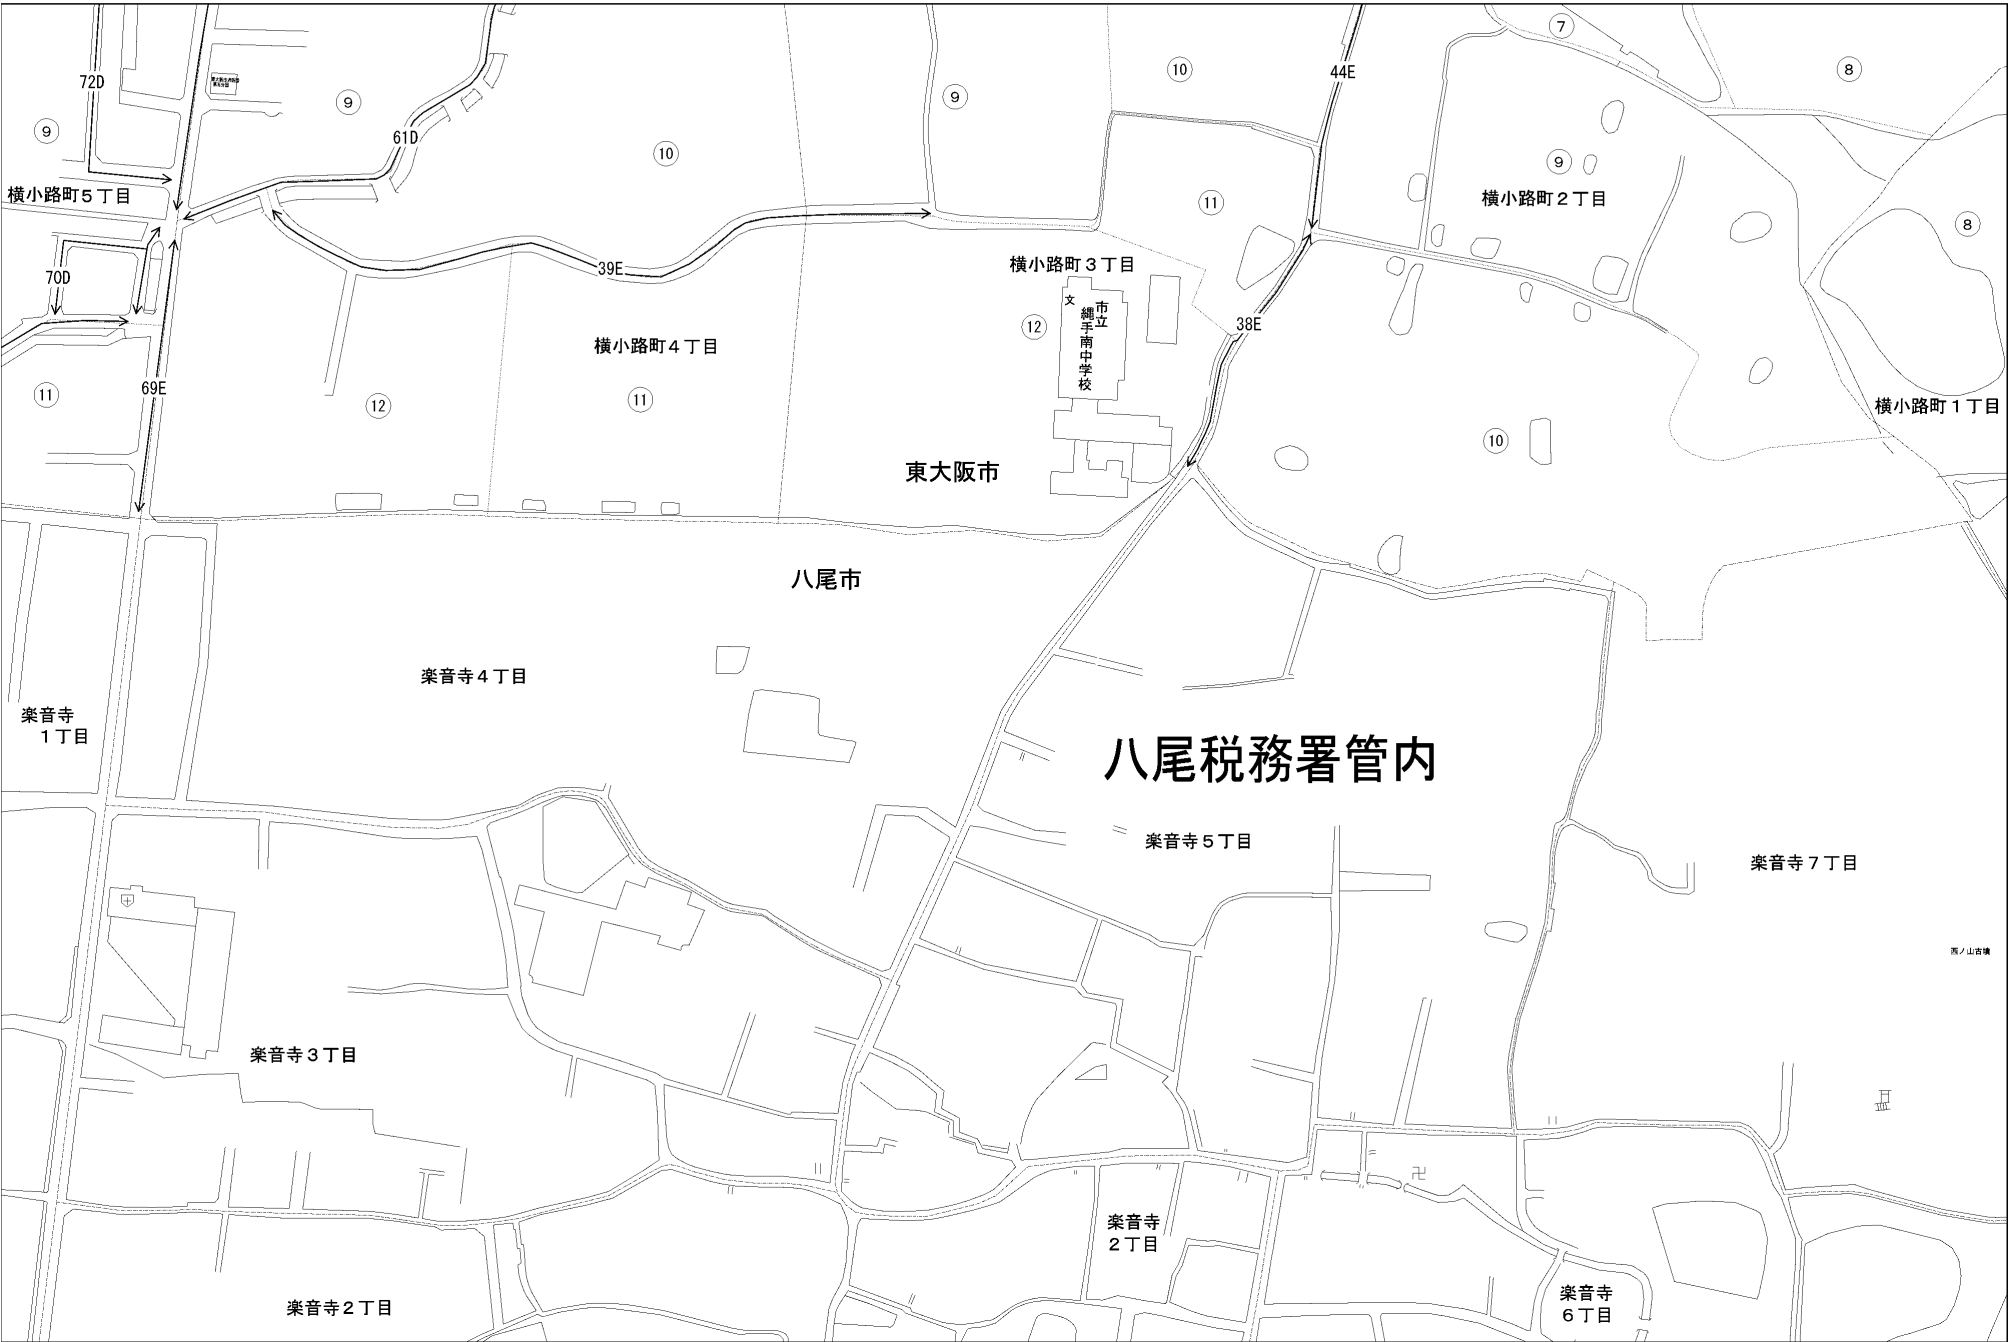 72D
⑨
⑨
61D
⑩
⑨
⑩
44E
⑦
⑧
横小路町５丁目
⑨
横小路町２丁目
⑪
⑧
70D
39E
横小路町３丁目
文
市立
縄手南中学校
⑫
38E
横小路町４丁目
69E
⑪
⑫
⑪
横小路町１丁目
⑩
東大阪市
八尾市
楽音寺４丁目
楽音寺
１丁目
八尾税務署管内
楽音寺５丁目
楽音寺７丁目
西ノ山古墳
楽音寺３丁目
楽音寺
２丁目
楽音寺２丁目
楽音寺
６丁目